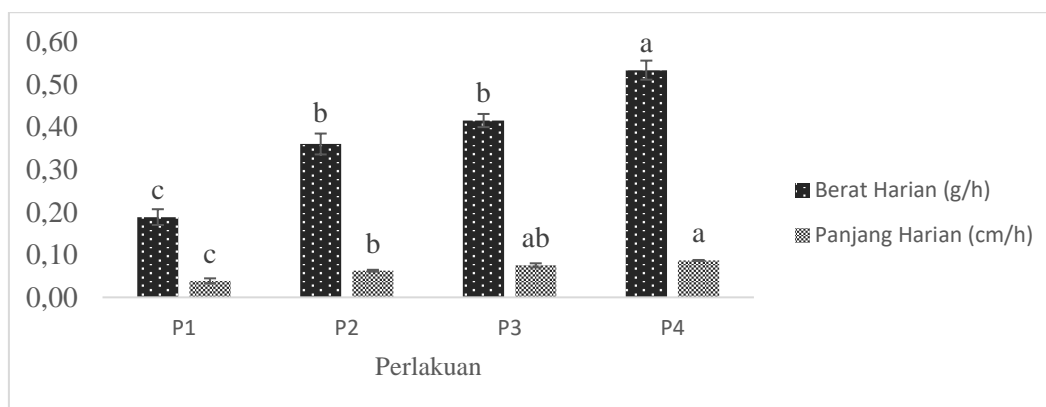 0,60
0,50
0,40
0,30
0,20
0,10
0,00
c
c
b
b
b
ab
a
a
P1
P2
P3
P4
Perlakuan
Berat Harian (g/h)
Panjang Harian (cm/h)